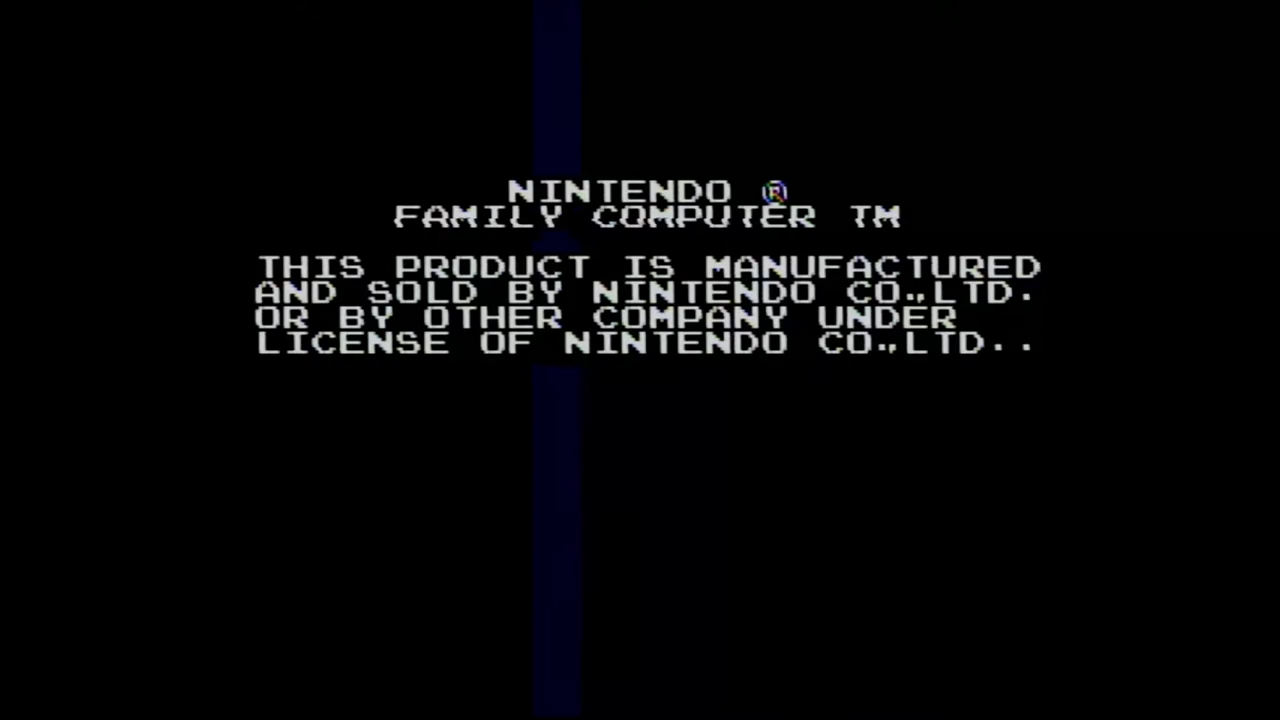 NINTENDO ®
FAMILY COMPUTER TM
THIS PRODUCT IS MANUFACTURED
AND SOLD BY NINTENDO CO.,LTD.
OR BY OTHER COMPANY UNDER
LICENSE OF NINTENDO CO.,LTD..